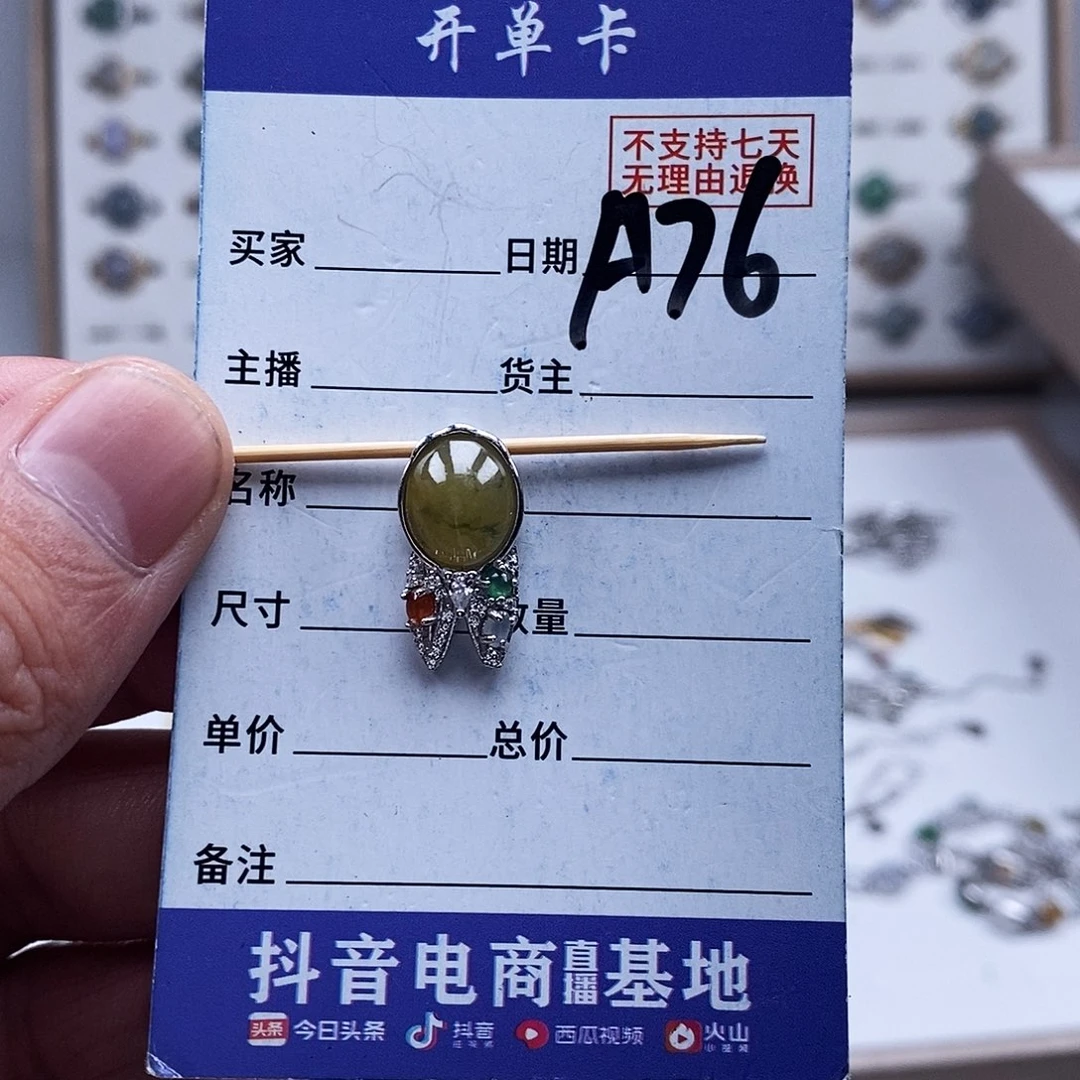 开单卡
不支持七天
无理由退换
A76
买家 日期
主播 货主
名称
尺寸 数量
单价 总价
备注
抖音电商直播基地
头条 今日头条 抖音 西瓜视频 火山